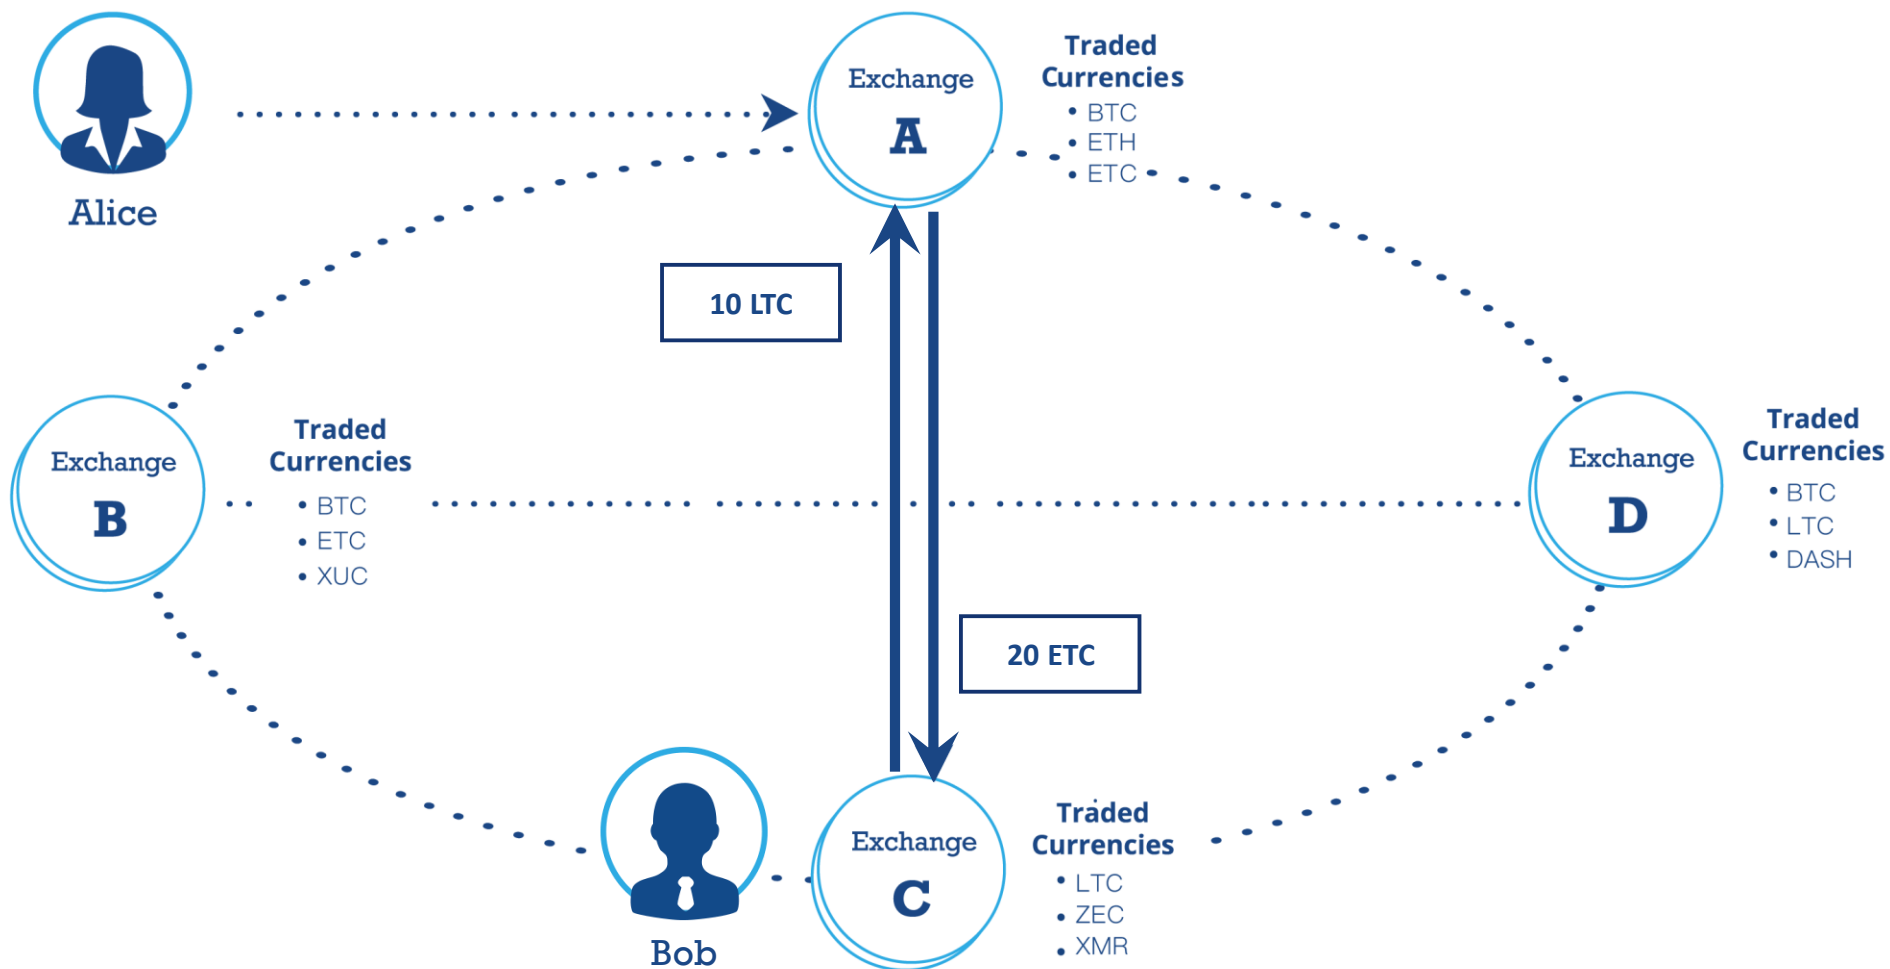 Alice
Exchange
A
Traded
Currencies
• BTC
• ETH
• ETC
10 LTC
Exchange
B
Traded
Currencies
• BTC
• ETC
• XUC
Exchange
D
Traded
Currencies
• BTC
• LTC
• DASH
20 ETC
Bob
Exchange
C
Traded
Currencies
• LTC
• ZEC
• XMR